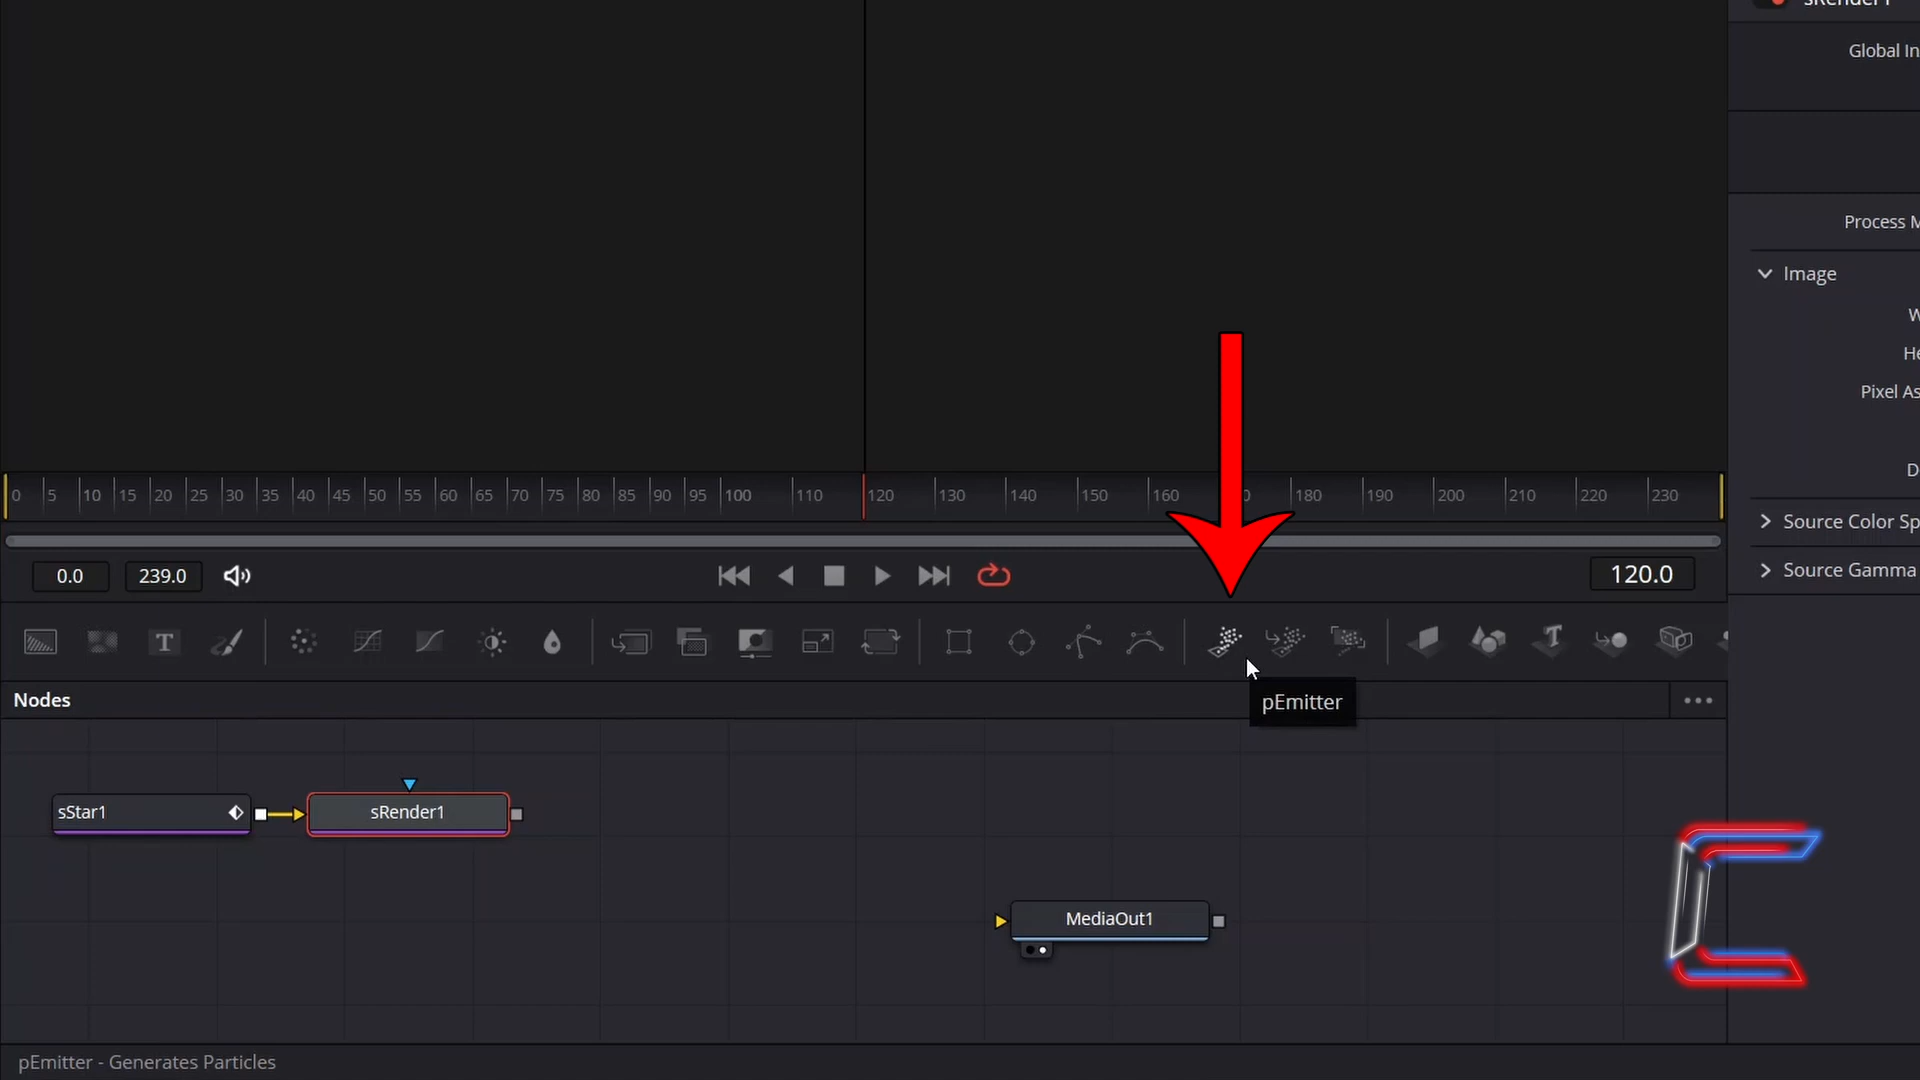 sRender1
Global In
Process M
Image
W
He
Pixel As
D
Source Color Sp
Source Gamma
0 5 10 15 20 25 30 35 40 45 50 55 60 65 70 75 80 85 90 95 100 110 120 130 140 150 160 0 180 190 200 210 220 230
0.0 239.0 120.0
T T
pEmitter
Nodes
sStar1 sRender1
MediaOut1
pEmitter - Generates Particles